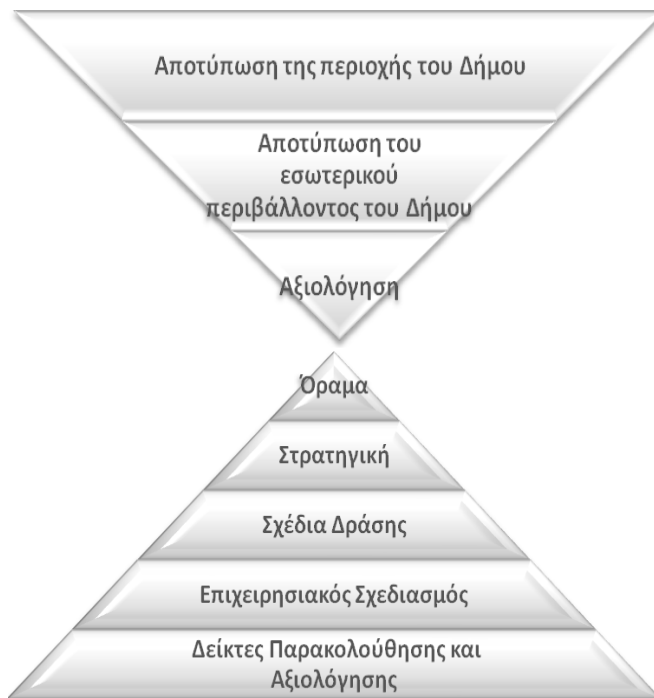 Αποτύπωση της περιοχής του Δήμου
Αποτύπωση του
εσωτερικού
περιβάλλοντος του Δήμου
Αξιολόγηση
Όραμα
Στρατηγική
Σχέδια Δράσης
Επιχειρησιακός Σχεδιασμός
Δείκτες Παρακολούθησης και
Αξιολόγησης